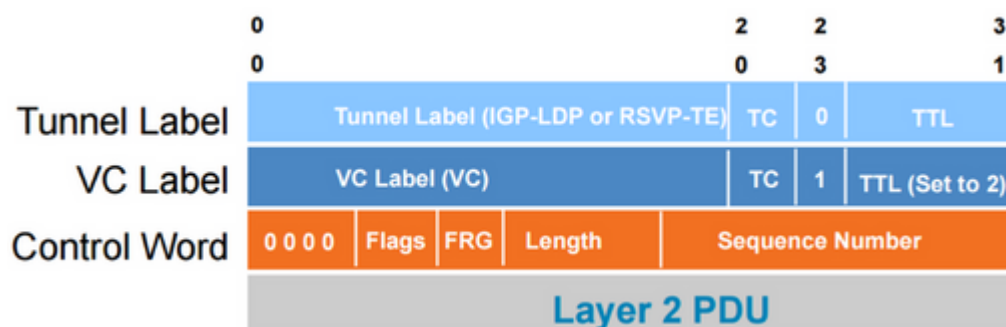 0 2 2 3
0 0 3 1
Tunnel Label Tunnel Label (IGP-LDP or RSVP-TE) TC 0 TTL
VC Label VC Label (VC) TC 1 TTL (Set to 2)
Control Word 0 0 0 0 Flags FRG Length Sequence Number
Layer 2 PDU